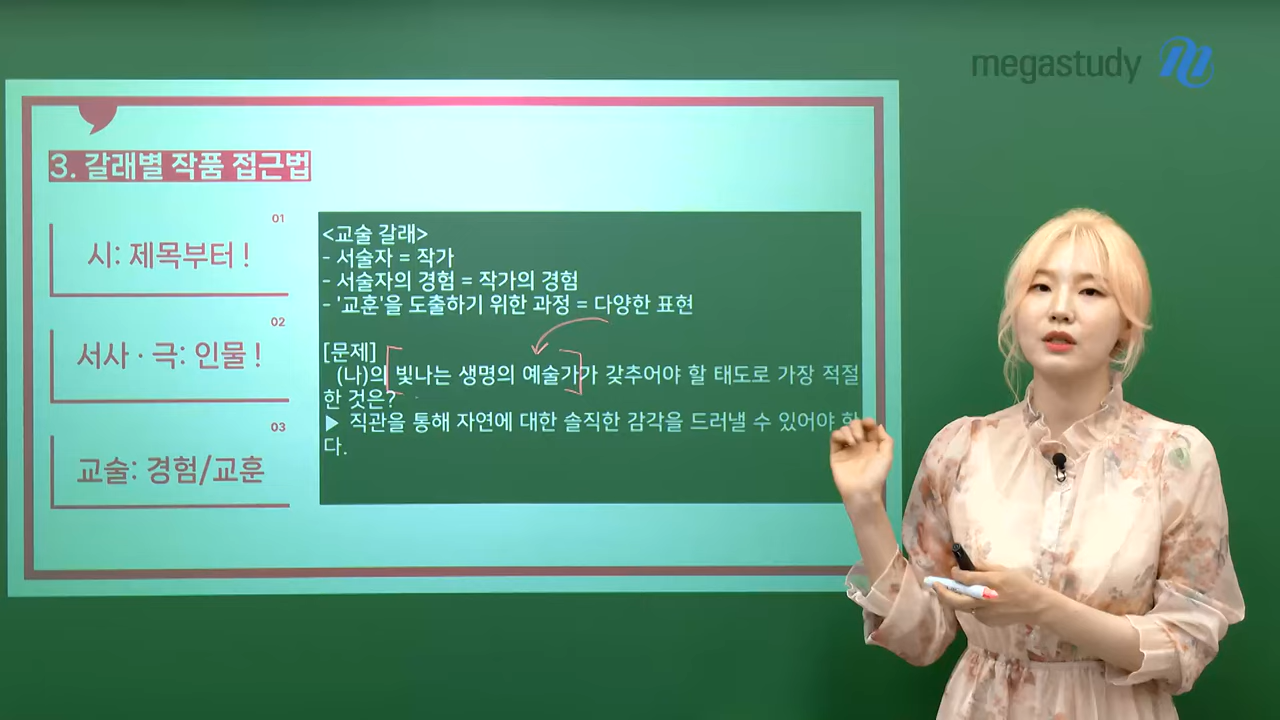 megastudy
3. 갈래별 작품 접근법
01
시: 제목부터 !
02
서사 · 극: 인물 !
03
교술: 경험/교훈
<교술 갈래>
- 서술자 = 작가
- 서술자의 경험 = 작가의 경험
- '교훈'을 도출하기 위한 과정 = 다양한 표현
[문제]
(나)의 빛나는 생명의 예술가가 갖추어야 할 태도로 가장 적절
한 것은?
▶ 직관을 통해 자연에 대한 솔직한 감각을 드러낼 수 있어야 한
다.